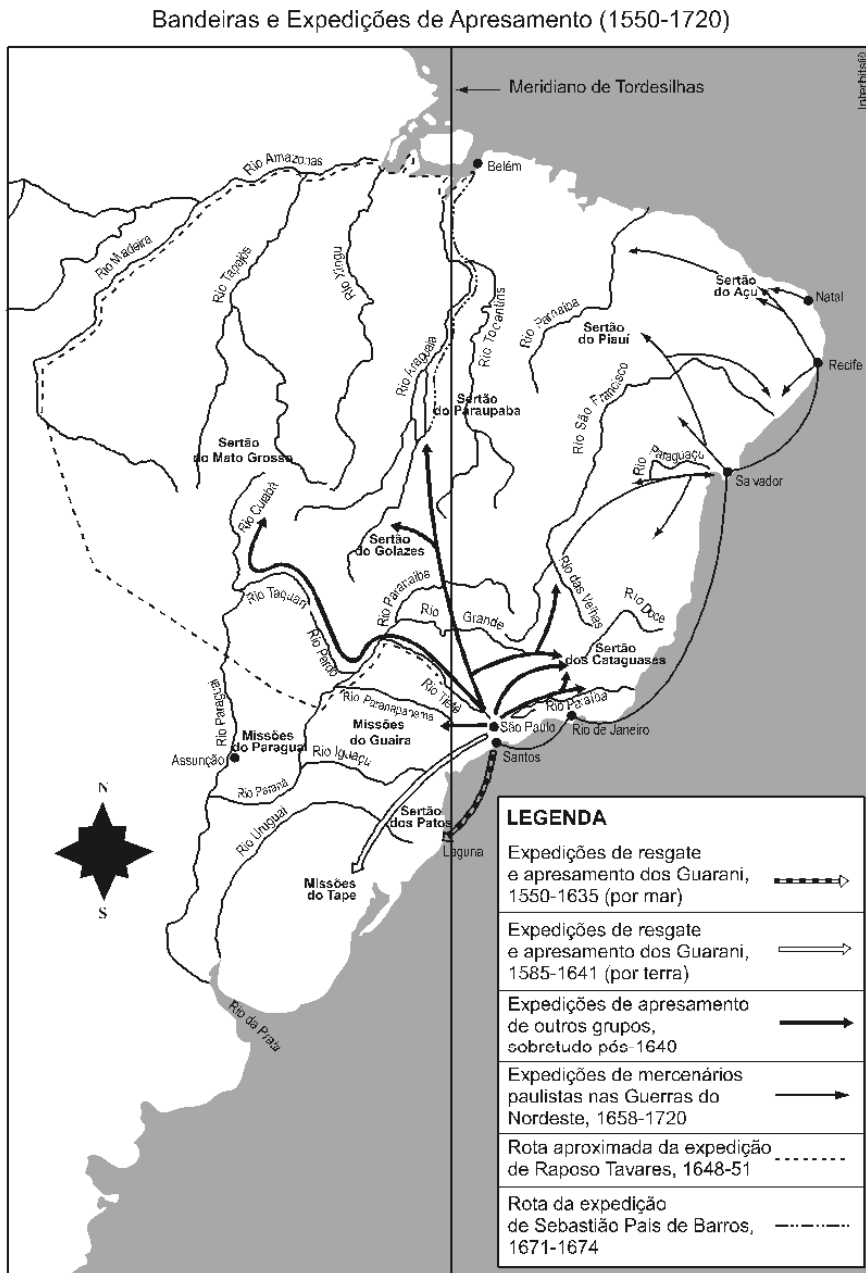 Bandeiras e Expedições de Apresamento (1550-1720)
Interbits®
Meridiano de Tordesilhas
Belém
Rio Amazonas
Rio Madeira
Rio Tapajós
Rio Xingu
Rio Araguaia
Rio Tocantins
Rio Parnaíba
Sertão
do Açu
Natal
Sertão
do Piauí
Recife
Rio São Francisco
Sertão
do Paraupaba
Sertão
do Mato Grosso
Rio Paraguaçu
Salvador
Rio Cuiabá
Sertão
do Goiazes
Rio Taquari
Rio Paranaíba
Rio Grande
Rio das Velhas
Rio Doce
Rio Pardo
Sertão
dos Cataguases
Rio Tietê
Rio Paraíba
Rio Paraguai
Rio Paranapanema
São Paulo
Rio de Janeiro
Missões
do Paraguai
Missões
do Guaira
Santos
Assunção
Rio Iguaçu
Rio Paraná
N
S
Rio Uruguai
Sertão
dos Patos
Laguna
Missões
do Tape
Rio da Prata
LEGENDA
Expedições de resgate
e apresamento dos Guarani,
1550-1635 (por mar)
Expedições de resgate
e apresamento dos Guarani,
1585-1641 (por terra)
Expedições de apresamento
de outros grupos,
sobretudo pós-1640
Expedições de mercenários
paulistas nas Guerras do
Nordeste, 1658-1720
Rota aproximada da expedição
de Raposo Tavares, 1648-51
Rota da expedição
de Sebastião Pais de Barros,
1671-1674